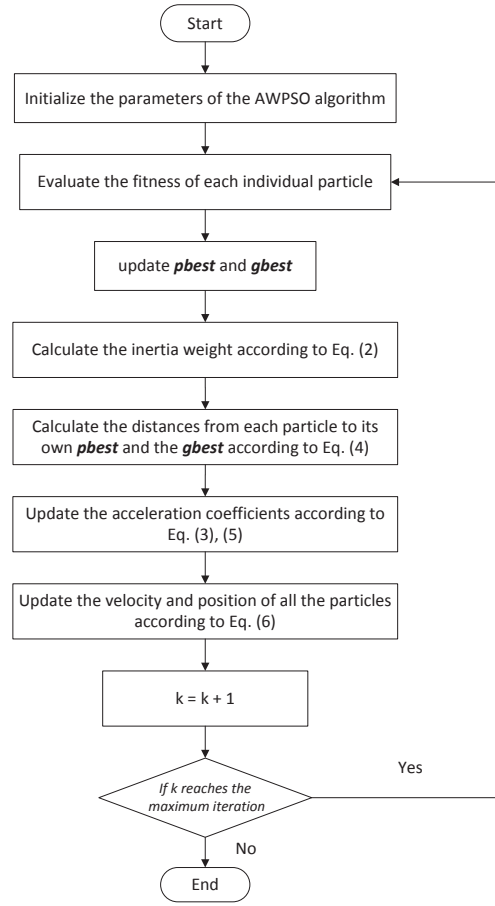 Start
Initialize the parameters of the AWPSO algorithm
Evaluate the fitness of each individual particle
update pbest and gbest
Calculate the inertia weight according to Eq. (2)
Calculate the distances from each particle to its
own pbest and the gbest according to Eq. (4)
Update the acceleration coefficients according to
Eq. (3), (5)
Update the velocity and position of all the particles
according to Eq. (6)
k = k + 1
If k reaches the
maximum iteration
Yes
No
End